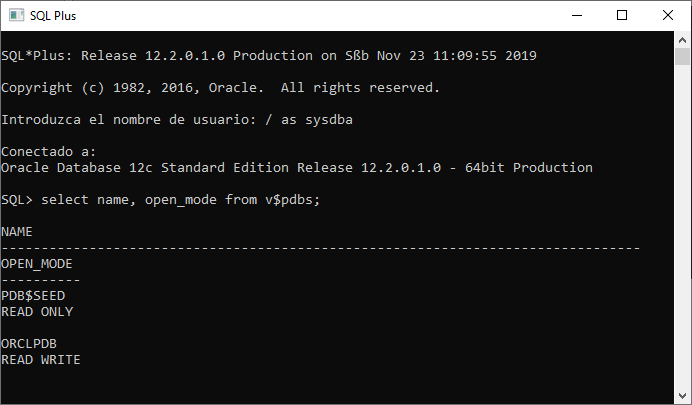 SQL Plus
SQL*Plus: Release 12.2.0.1.0 Production on Sßb Nov 23 11:09:55 2019
Copyright (c) 1982, 2016, Oracle.  All rights reserved.
Introduzca el nombre de usuario: / as sysdba
Conectado a:
Oracle Database 12c Standard Edition Release 12.2.0.1.0 - 64bit Production
SQL> select name, open_mode from v$pdbs;
NAME
--------------------------------------------------------------------------------
OPEN_MODE
----------
PDB$SEED
READ ONLY
ORCLPDB
READ WRITE